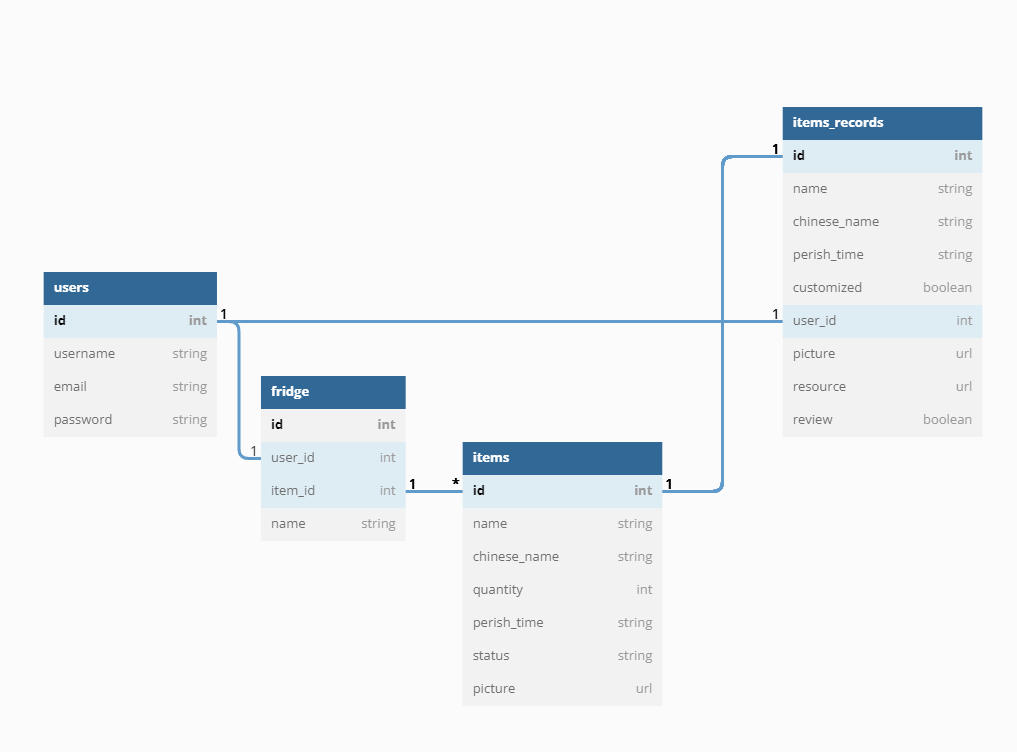 users
id int
username string
email string
password string
1
1
fridge
id int
user_id int
item_id int
name string
1
*
items
id int
name string
chinese_name string
quantity int
perish_time string
status string
picture url
1
1
1
items_records
id int
name string
chinese_name string
perish_time string
customized boolean
user_id int
picture url
resource url
review boolean